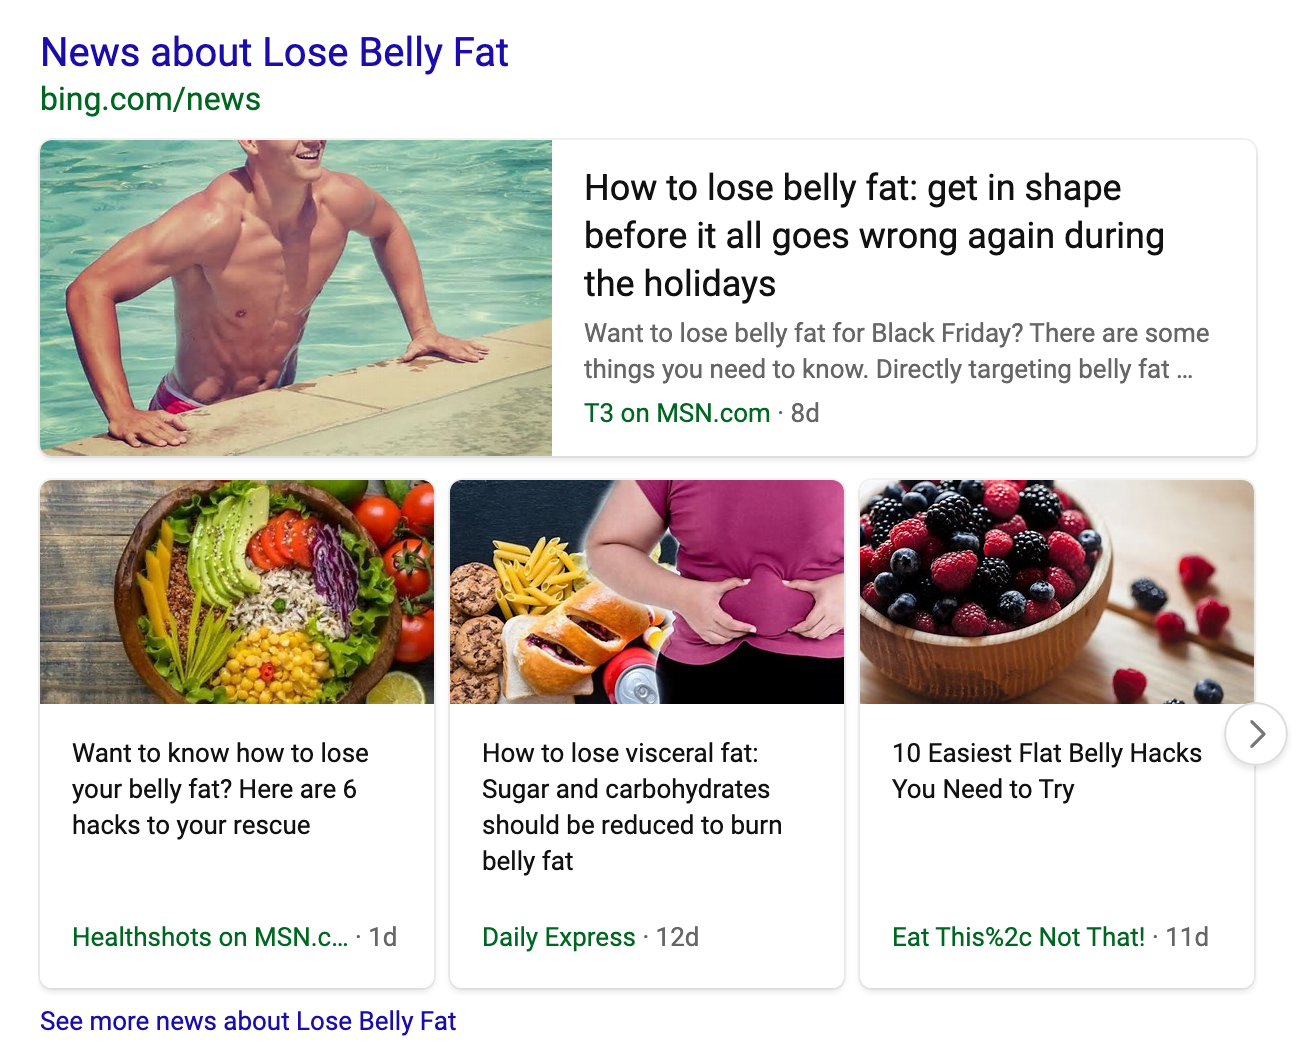 News about Lose Belly Fat
bing.com/news
How to lose belly fat: get in shape
before it all goes wrong again during
the holidays
Want to lose belly fat for Black Friday? There are some
things you need to know. Directly targeting belly fat ...
T3 on MSN.com · 8d
Want to know how to lose
your belly fat? Here are 6
hacks to your rescue
Healthshots on MSN.c... · 1d
How to lose visceral fat:
Sugar and carbohydrates
should be reduced to burn
belly fat
Daily Express · 12d
10 Easiest Flat Belly Hacks
You Need to Try
Eat This%2c Not That! · 11d
See more news about Lose Belly Fat